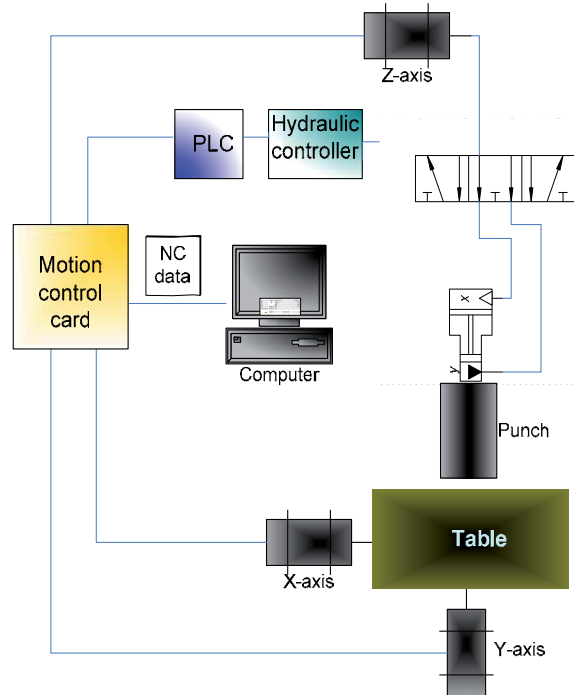 Z-axis
PLC
Hydraulic
controller
NC
data
Motion
control
card
x
y
Computer
Punch
Table
X-axis
Y-axis